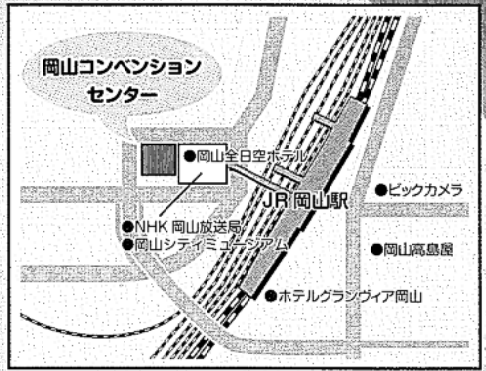 岡山コンベンション
センター
●岡山全日空ホテル
JR 岡山駅
●ビックカメラ
●NHK 岡山放送局
●岡山シティミュージアム
●岡山高島屋
●ホテルグランヴィア岡山